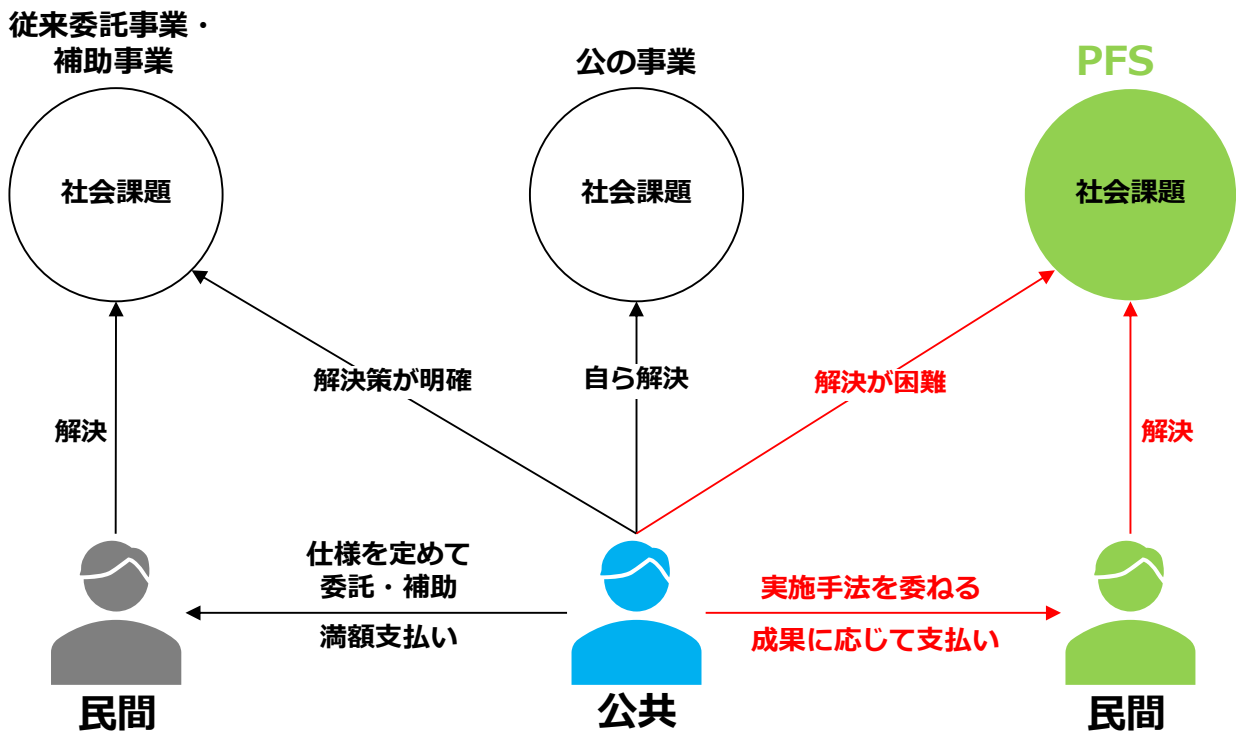 従来委託事業・
補助事業
公の事業
PFS
社会課題
社会課題
社会課題
解決策が明確
自ら解決
解決が困難
解決
解決
仕様を定めて
委託・補助
満額支払い
実施手法を委ねる
成果に応じて支払い
民間
公共
民間